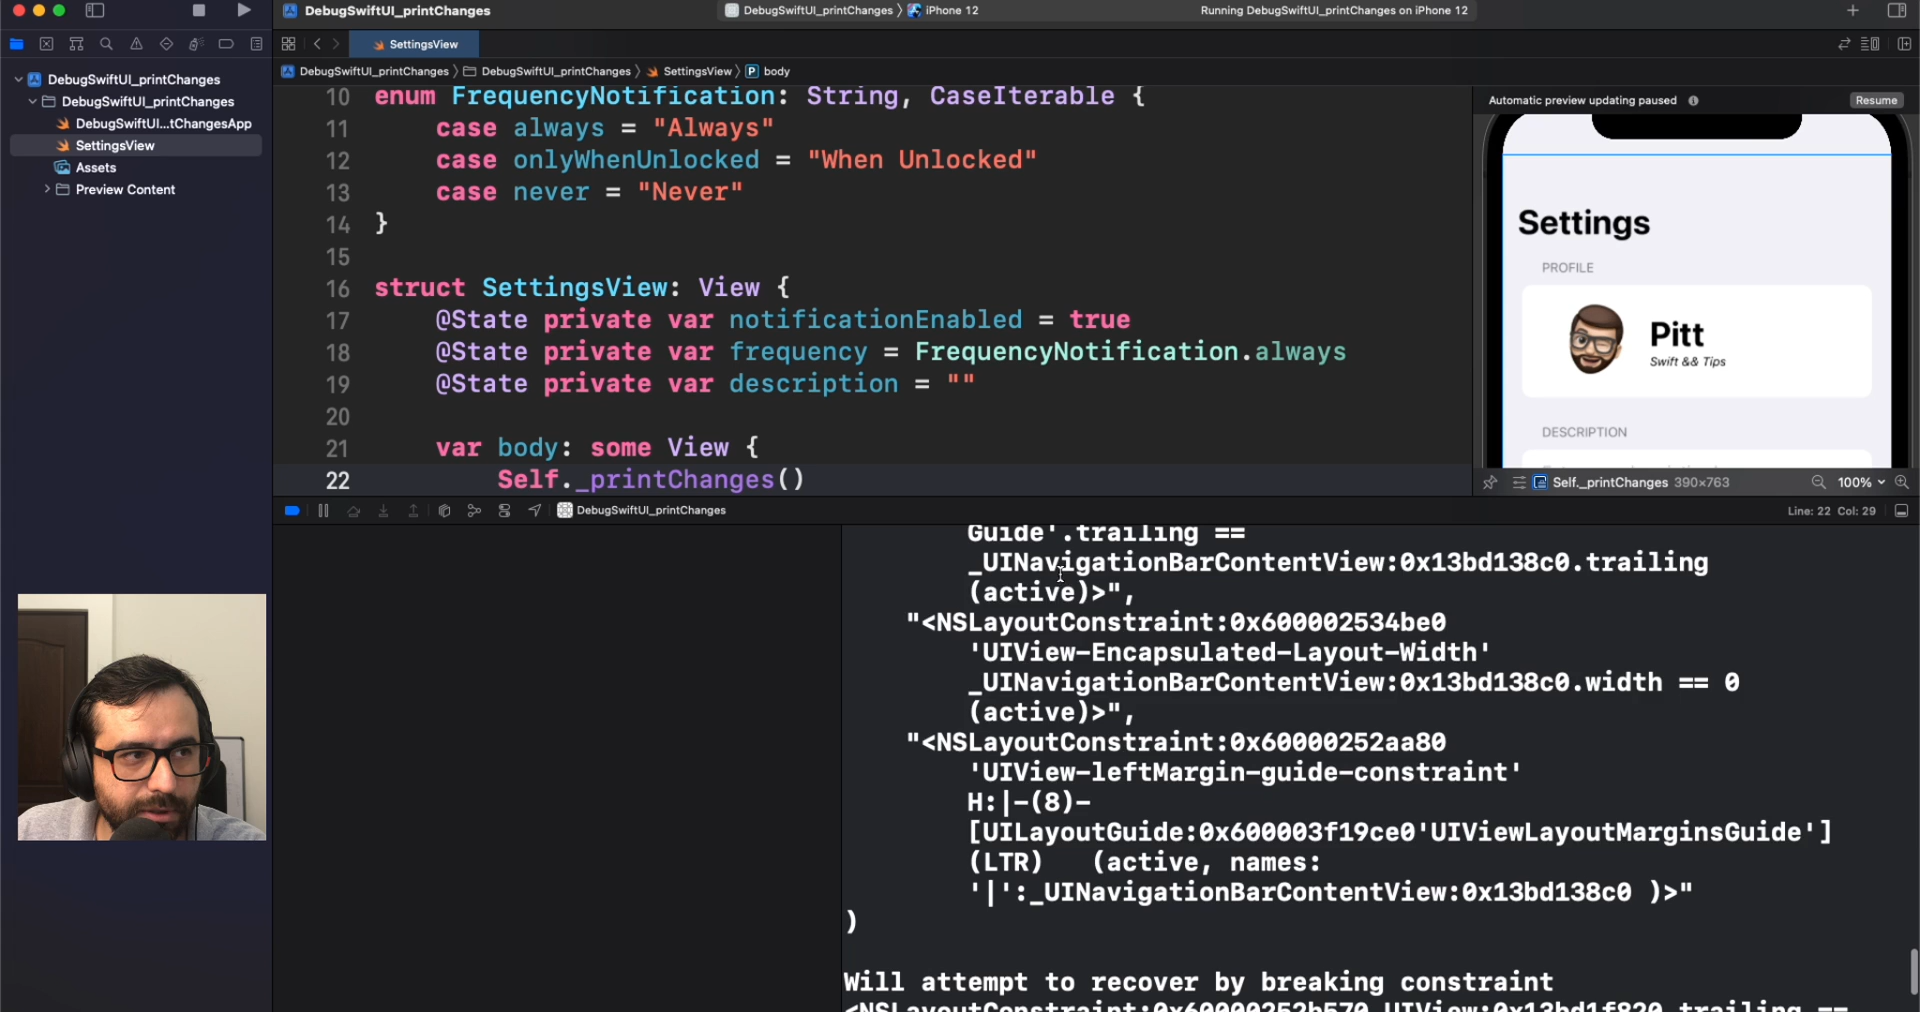 DebugSwiftUI_printChanges
DebugSwiftUI_printChanges 〉 iPhone 12
Running DebugSwiftUI_printChanges on iPhone 12
SettingsView
DebugSwiftUI_printChanges 〉 DebugSwiftUI_printChanges 〉 SettingsView 〉 P body
DebugSwiftUI_printChanges
DebugSwiftUI_printChanges
DebugSwiftUI...tChangesApp
SettingsView
Assets
Preview Content
10 enum FrequencyNotification: String, CaseIterable {
11 case always = "Always"
12 case onlyWhenUnlocked = "When Unlocked"
13 case never = "Never"
14 }
15
16 struct SettingsView: View {
17 @State private var notificationEnabled = true
18 @State private var frequency = FrequencyNotification.always
19 @State private var description = ""
20
21 var body: some View {
22 Self._printChanges()
Automatic preview updating paused
Resume
Settings
PROFILE
Pitt
Swift && Tips
DESCRIPTION
Self._printChanges 390×763
100%
DebugSwiftUI_printChanges
Line: 22 Col: 29
Guide'.trailing ==
_UINavigationBarContentView:0x13bd138c0.trailing
(active)>",
"<NSLayoutConstraint:0x600002534be0
'UIView-Encapsulated-Layout-Width'
_UINavigationBarContentView:0x13bd138c0.width == 0
(active)>",
"<NSLayoutConstraint:0x60000252aa80
'UIView-leftMargin-guide-constraint'
H:|-(8)-
[UILayoutGuide:0x600003f19ce0'UIViewLayoutMarginsGuide']
(LTR) (active, names:
'|':_UINavigationBarContentView:0x13bd138c0 )>"
)
Will attempt to recover by breaking constraint
<NSLayoutConstraint:0x60000252b570 UIView:0x13bd1f820.trailing ==